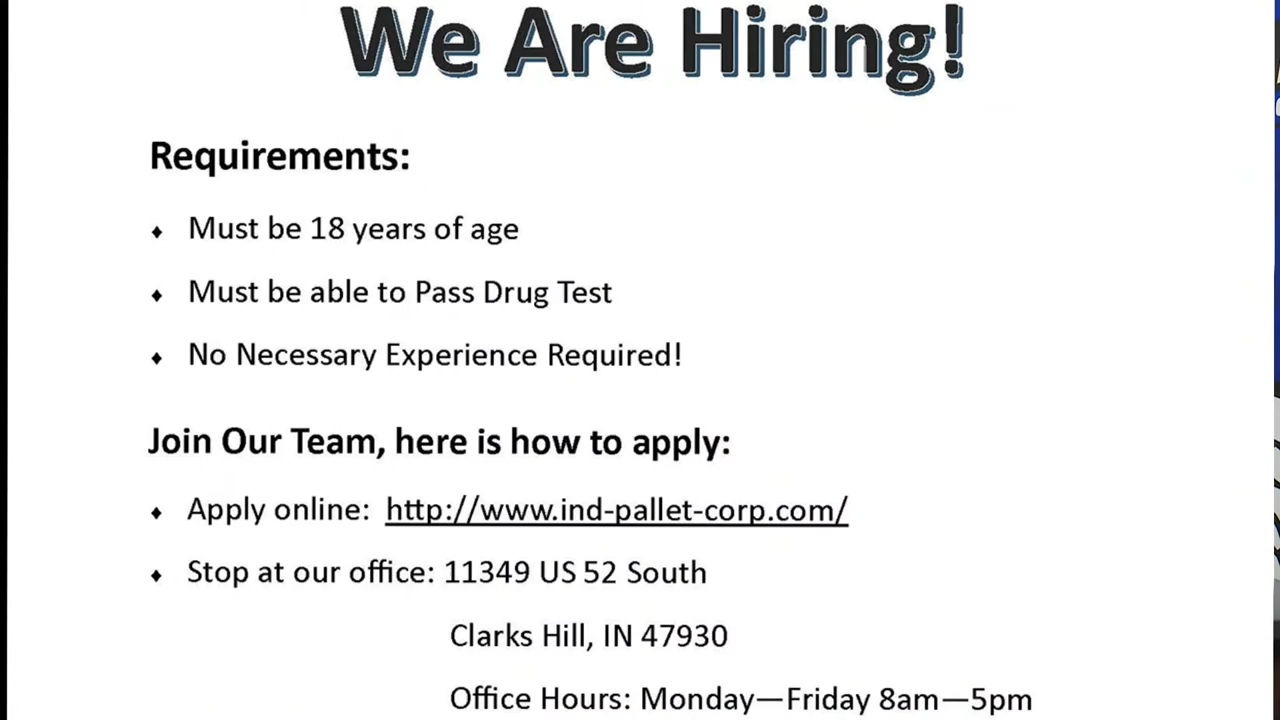 We Are Hiring!
Requirements:
♦ Must be 18 years of age
♦ Must be able to Pass Drug Test
♦ No Necessary Experience Required!
Join Our Team, here is how to apply:
♦ Apply online: http://www.ind-pallet-corp.com/
♦ Stop at our office: 11349 US 52 South
Clarks Hill, IN 47930
Office Hours: Monday—Friday 8am—5pm